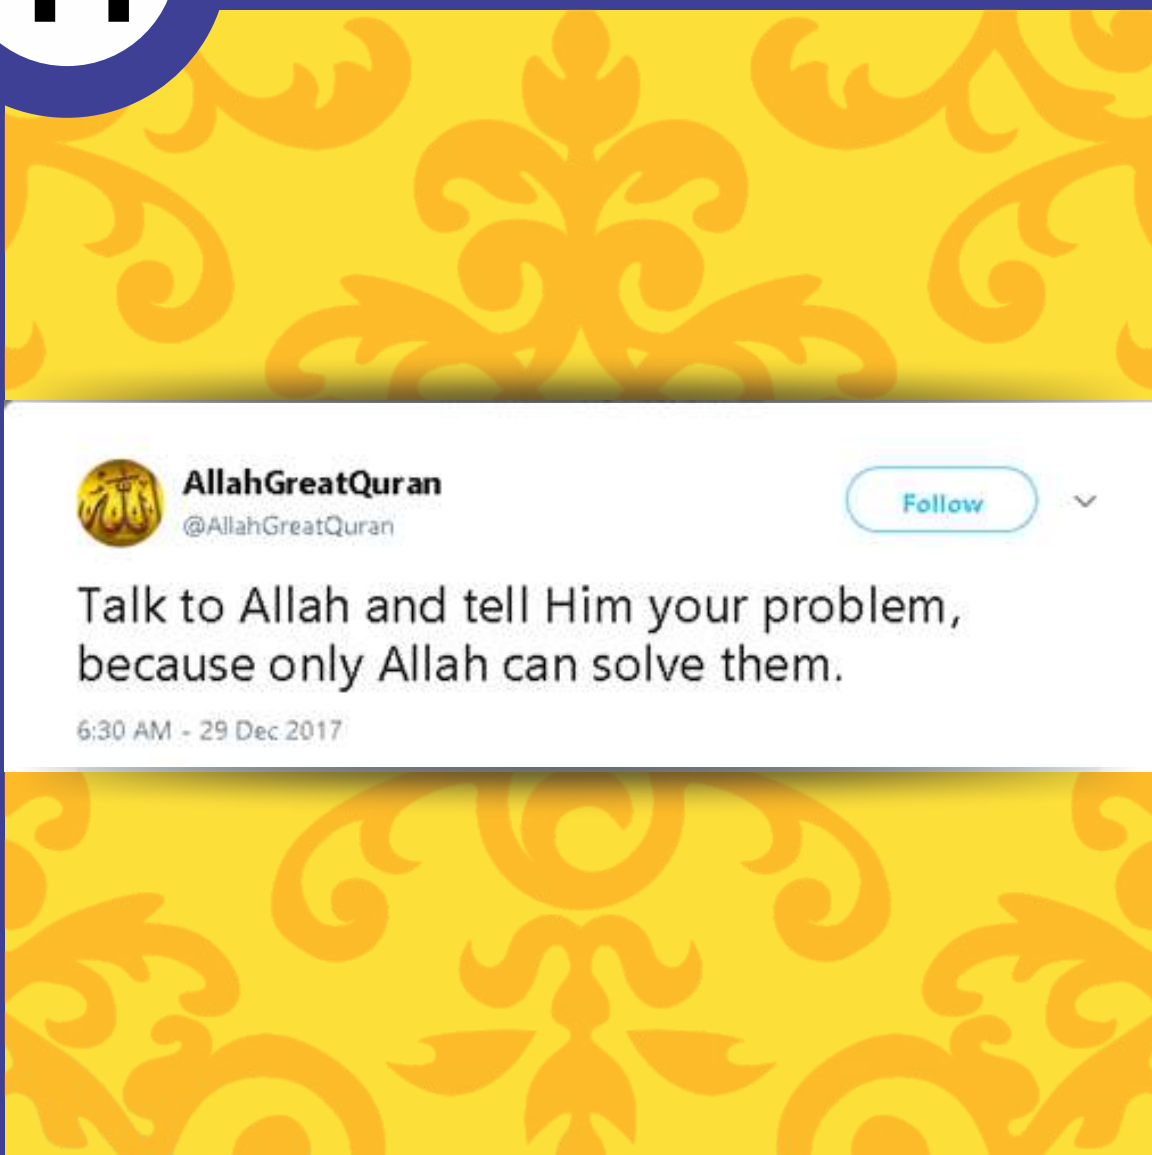 AllahGreatQuran
@AllahGreatQuran
Follow
Talk to Allah and tell Him your problem,
because only Allah can solve them.
6:30 AM - 29 Dec 2017